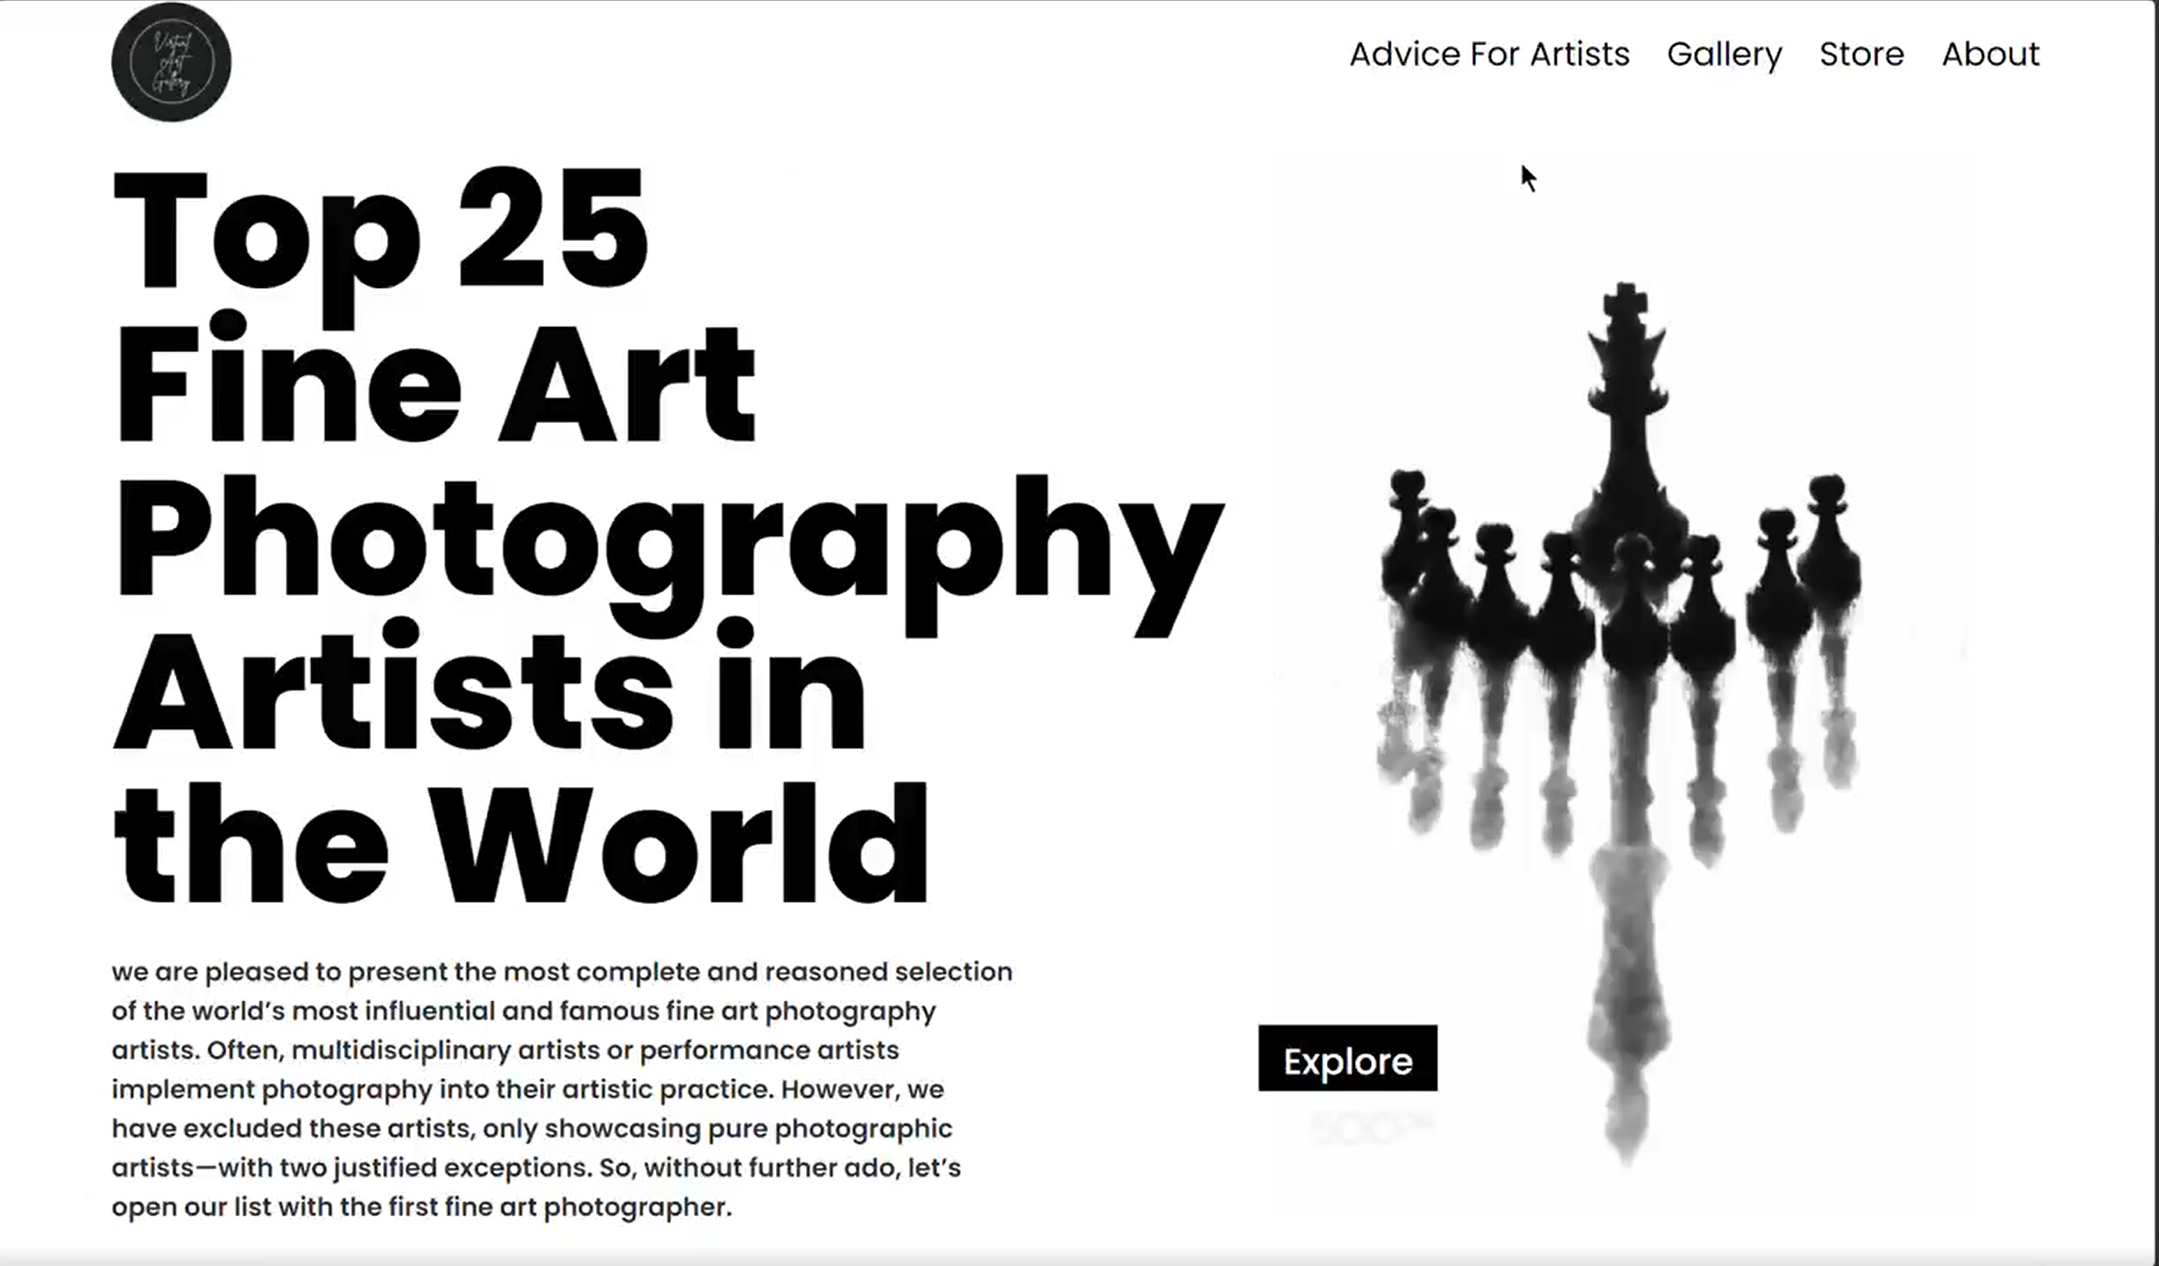 Virtual
Art
Gallery
Advice For Artists Gallery Store About
Top 25
Fine Art
Photography
Artists in
the World
we are pleased to present the most complete and reasoned selection
of the world's most influential and famous fine art photography
artists. Often, multidisciplinary artists or performance artists
implement photography into their artistic practice. However, we
have excluded these artists, only showcasing pure photographic
artists—with two justified exceptions. So, without further ado, let's
open our list with the first fine art photographer.
Explore